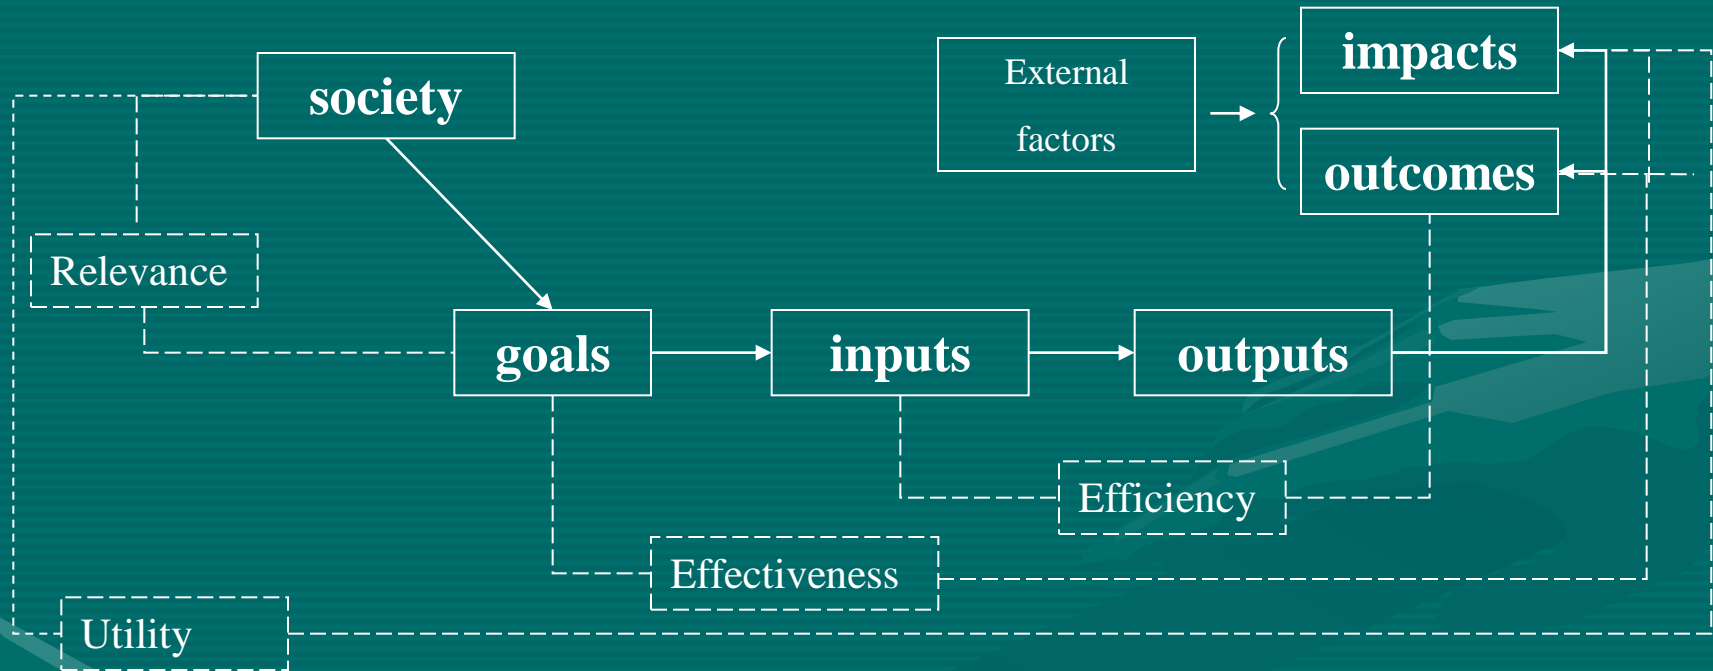 impacts
External
factors
society
outcomes
Relevance
goals
inputs
outputs
Efficiency
Effectiveness
Utility